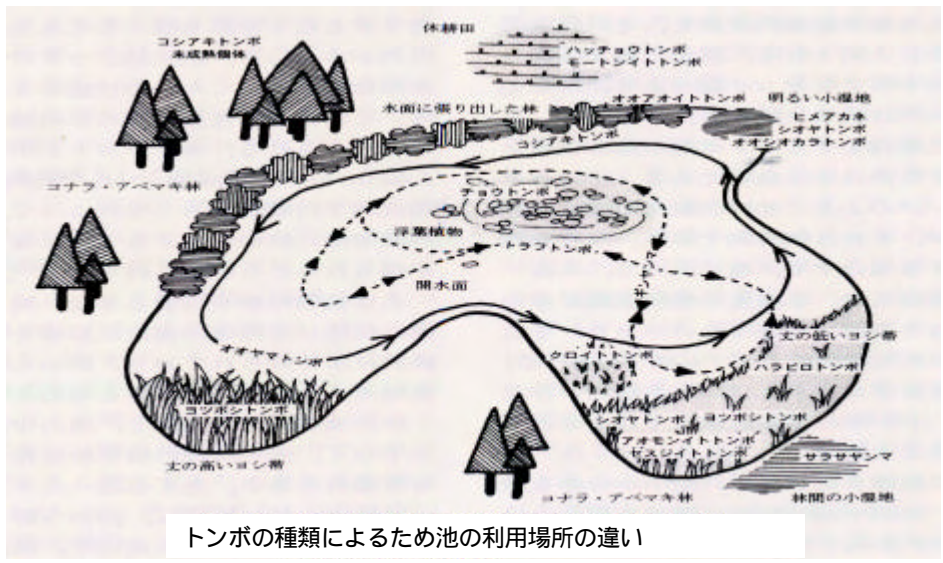 コシアキトンボ
未成熟個体
休耕田
ハッチョウトンボ
モートンイトトンボ
水面に張り出した林
オオアオイトトンボ
明るい小湿地
ヒメアカネ
シオヤトンボ
オオシオカラトンボ
コシアキトンボ
コナラ・アベマキ林
チョウトンボ
浮葉植物
トラフトンボ
開水面
オオヤマトンボ
クロイトトンボ
丈の低いヨシ帯
ハラビロトンボ
ヨツボシトンボ
シオヤトンボ
ヨツボシトンボ
アオモンイトトンボ
セスジイトトンボ
サラサヤンマ
丈の高いヨシ帯
コナラ・アベマキ林
林間の小湿地
トンボの種類によるため池の利用場所の違い